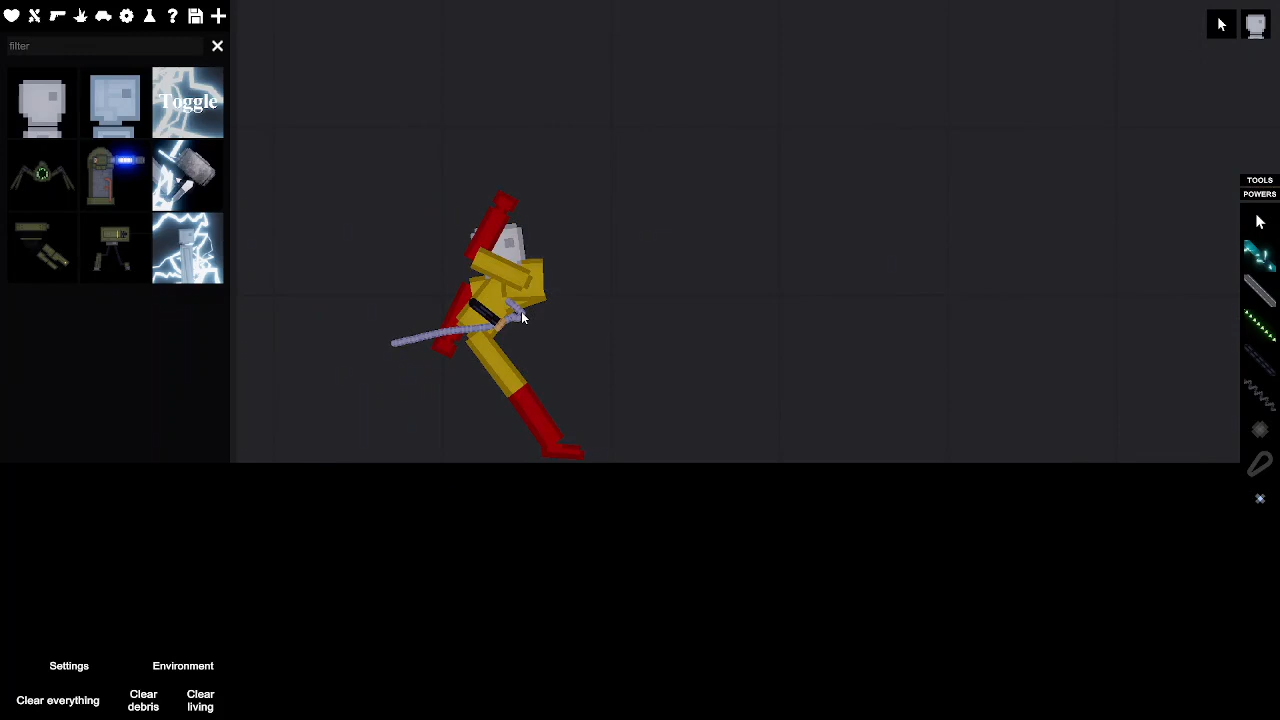 filter
Toggle
TOOLS
POWERS
Settings
Environment
Clear everything
Clear debris
Clear living